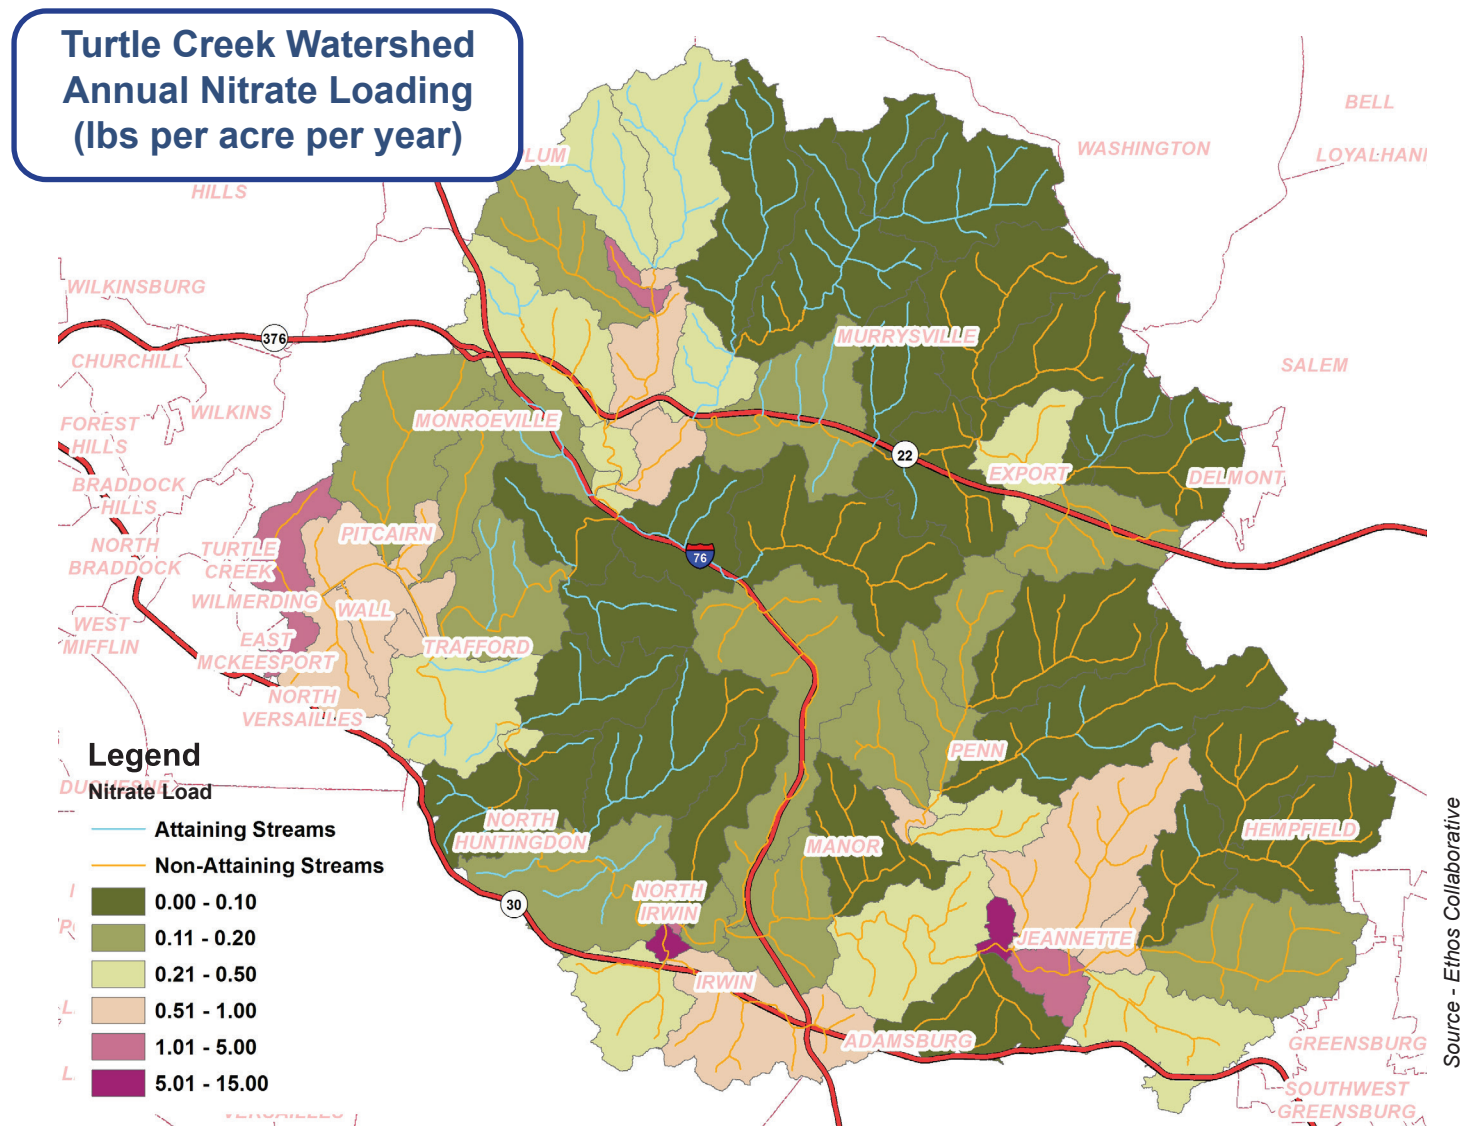 Turtle Creek Watershed
Annual Nitrate Loading
(lbs per acre per year)
BELL
WASHINGTON
LUM
HILLS
WILKINSBURG
376
MURRYSVILLE
CHURCHILL
SALEM
WILKINS
MONROEVILLE
FOREST
HILLS
22
EXPORT
DELMONT
BRADDOCK
HILLS
PITCAIRN
NORTH
BRADDOCK
TURTLE
CREEK
76
WILMERDING
WALL
WEST
MIFFLIN
EAST
MCKEESPORT
TRAFFORD
NORTH
VERSAILLES
PENN
Legend
DUQUESNE
Nitrate Load
Attaining Streams
Non-Attaining Streams
0.00 - 0.10
0.11 - 0.20
0.21 - 0.50
0.51 - 1.00
1.01 - 5.00
5.01 - 15.00
NORTH
HUNTINGDON
MANOR
HEMPFIELD
30
NORTH
IRWIN
JEANNETTE
IRWIN
ADAMSBURG
GREENSBURG
SOUTHWEST
GREENSBURG
VERSAILLES
Source - Ethos Collaborative